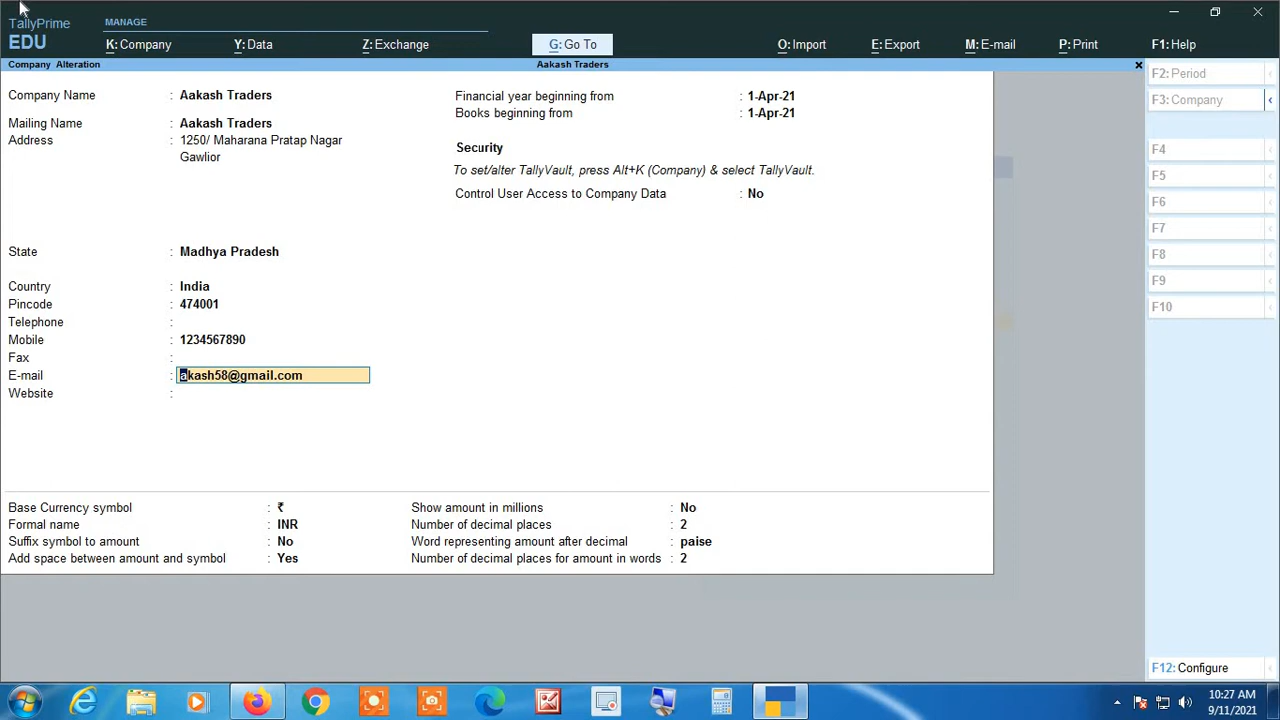 TallyPrime
EDU
MANAGE
K: Company
Y: Data
Z: Exchange
G: Go To
O: Import
E: Export
M: E-mail
P: Print
F1: Help
Company Alteration
Aakash Traders
Company Name : Aakash Traders
Mailing Name : Aakash Traders
Address : 1250/ Maharana Pratap Nagar
Gawlior
State : Madhya Pradesh
Country : India
Pincode : 474001
Telephone :
Mobile : 1234567890
Fax :
E-mail : akash58@gmail.com
Website :
Financial year beginning from : 1-Apr-21
Books beginning from : 1-Apr-21
Security
To set/alter TallyVault, press Alt+K (Company) & select TallyVault.
Control User Access to Company Data : No
Base Currency symbol : ₹
Formal name : INR
Suffix symbol to amount : No
Add space between amount and symbol : Yes
Show amount in millions : No
Number of decimal places : 2
Word representing amount after decimal : paise
Number of decimal places for amount in words : 2
F2: Period
F3: Company
F4
F5
F6
F7
F8
F9
F10
F12: Configure
10:27 AM
9/11/2021